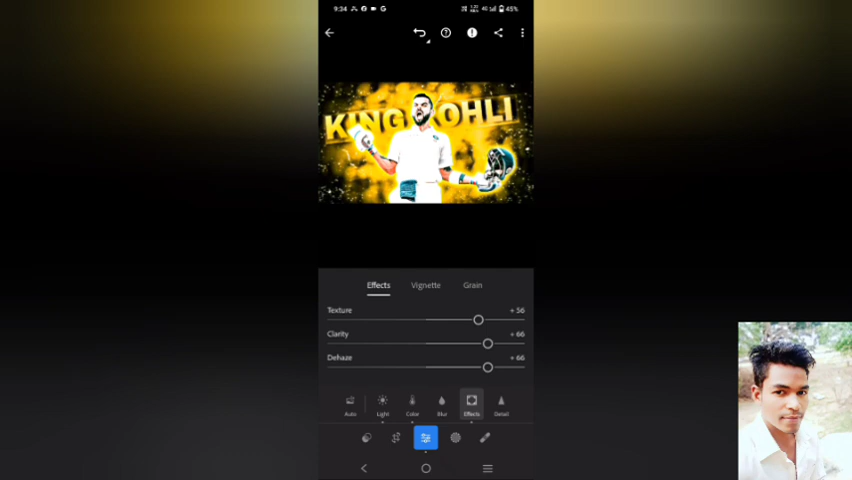 9:34
4G 45%
KING KOHLI
Effects Vignette Grain
Texture + 56
Clarity + 66
Dehaze + 66
Auto Light Color Blur Effects Detail